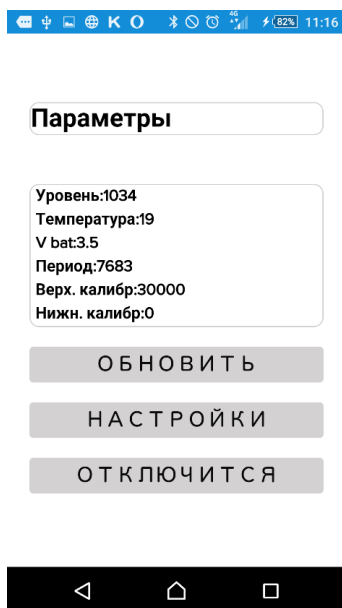 K O 4G 82% 11:16
Параметры
Уровень:1034
Температура:19
V bat:3.5
Период:7683
Верх. калибр:30000
Нижн. калибр:0
ОБНОВИТЬ
НАСТРОЙКИ
ОТКЛЮЧИТСЯ